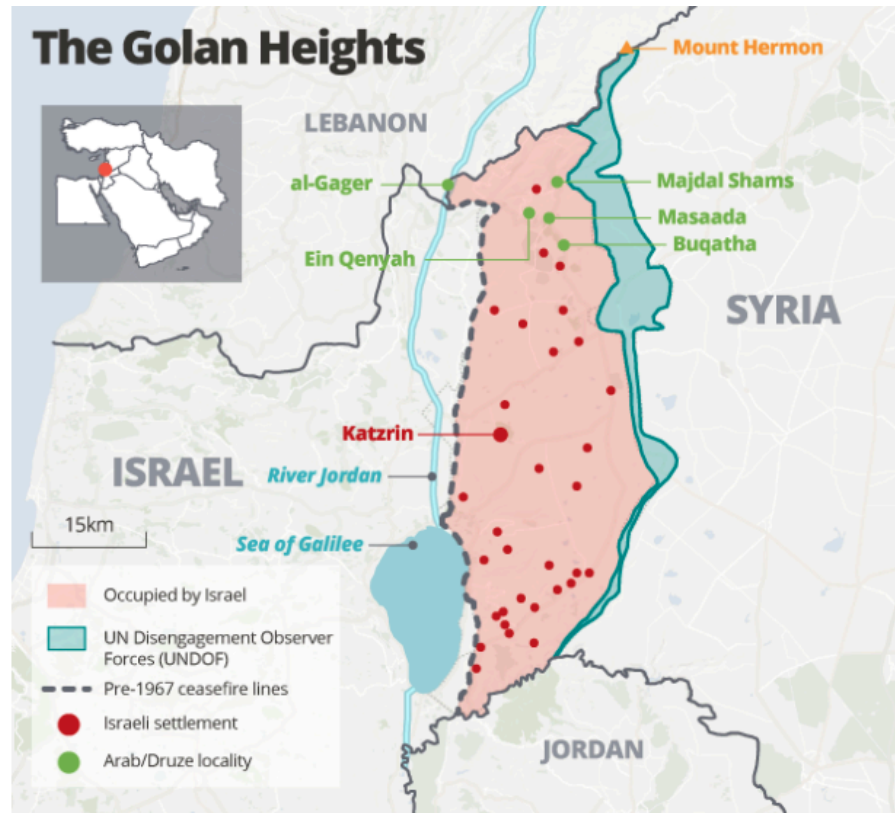 The Golan Heights
Mount Hermon
LEBANON
al-Gager
Majdal Shams
Masaada
Ein Qenyah
Buqatha
SYRIA
Katzrin
ISRAEL
River Jordan
15km
Sea of Galilee
Occupied by Israel
UN Disengagement Observer
Forces (UNDOF)
Pre-1967 ceasefire lines
Israeli settlement
Arab/Druze locality
JORDAN